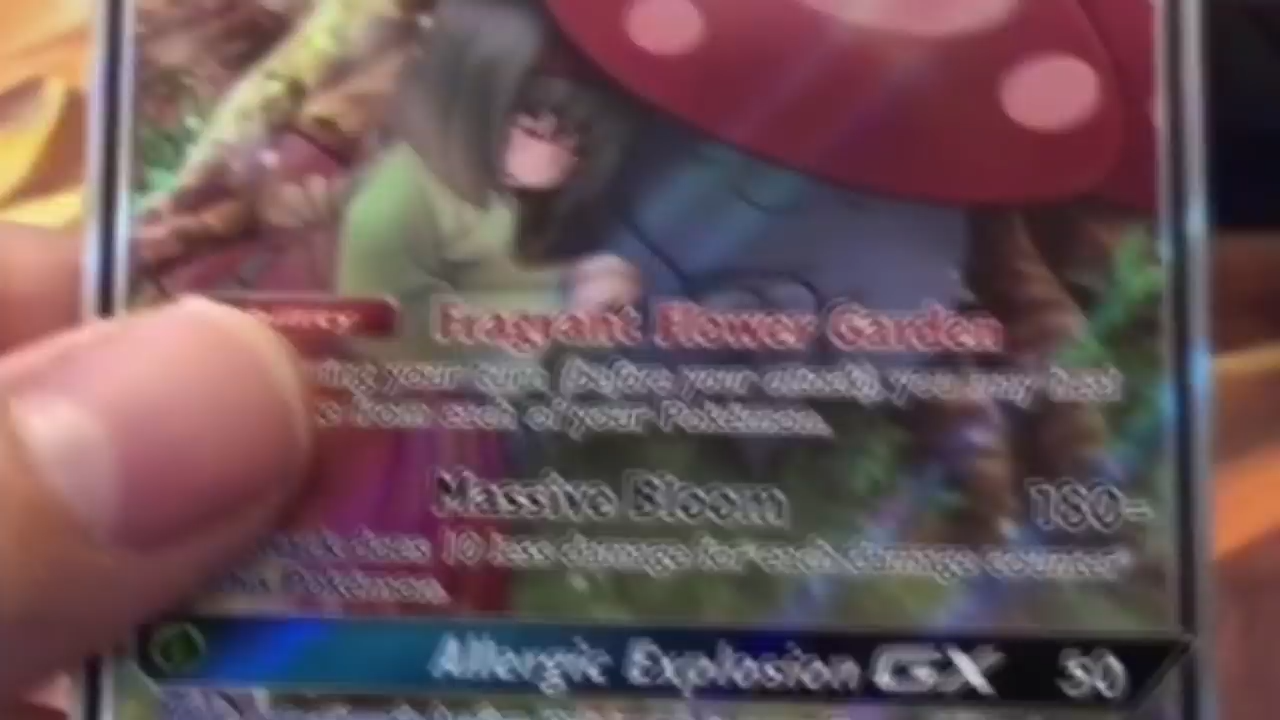 Fragrant Flower Garden
your turn (before your attack), you may heal
from each of your Pokémon.
Massive Bloom 180-
does 10 less damage for each damage counter
Pokémon.
Allergic Explosion GX 50